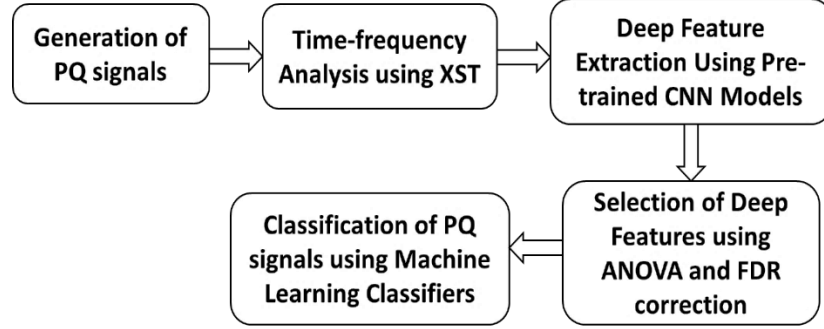 Generation of
PQ signals
Time-frequency
Analysis using XST
Deep Feature
Extraction Using Pre-
trained CNN Models
Selection of Deep
Features using
ANOVA and FDR
correction
Classification of PQ
signals using Machine
Learning Classifiers